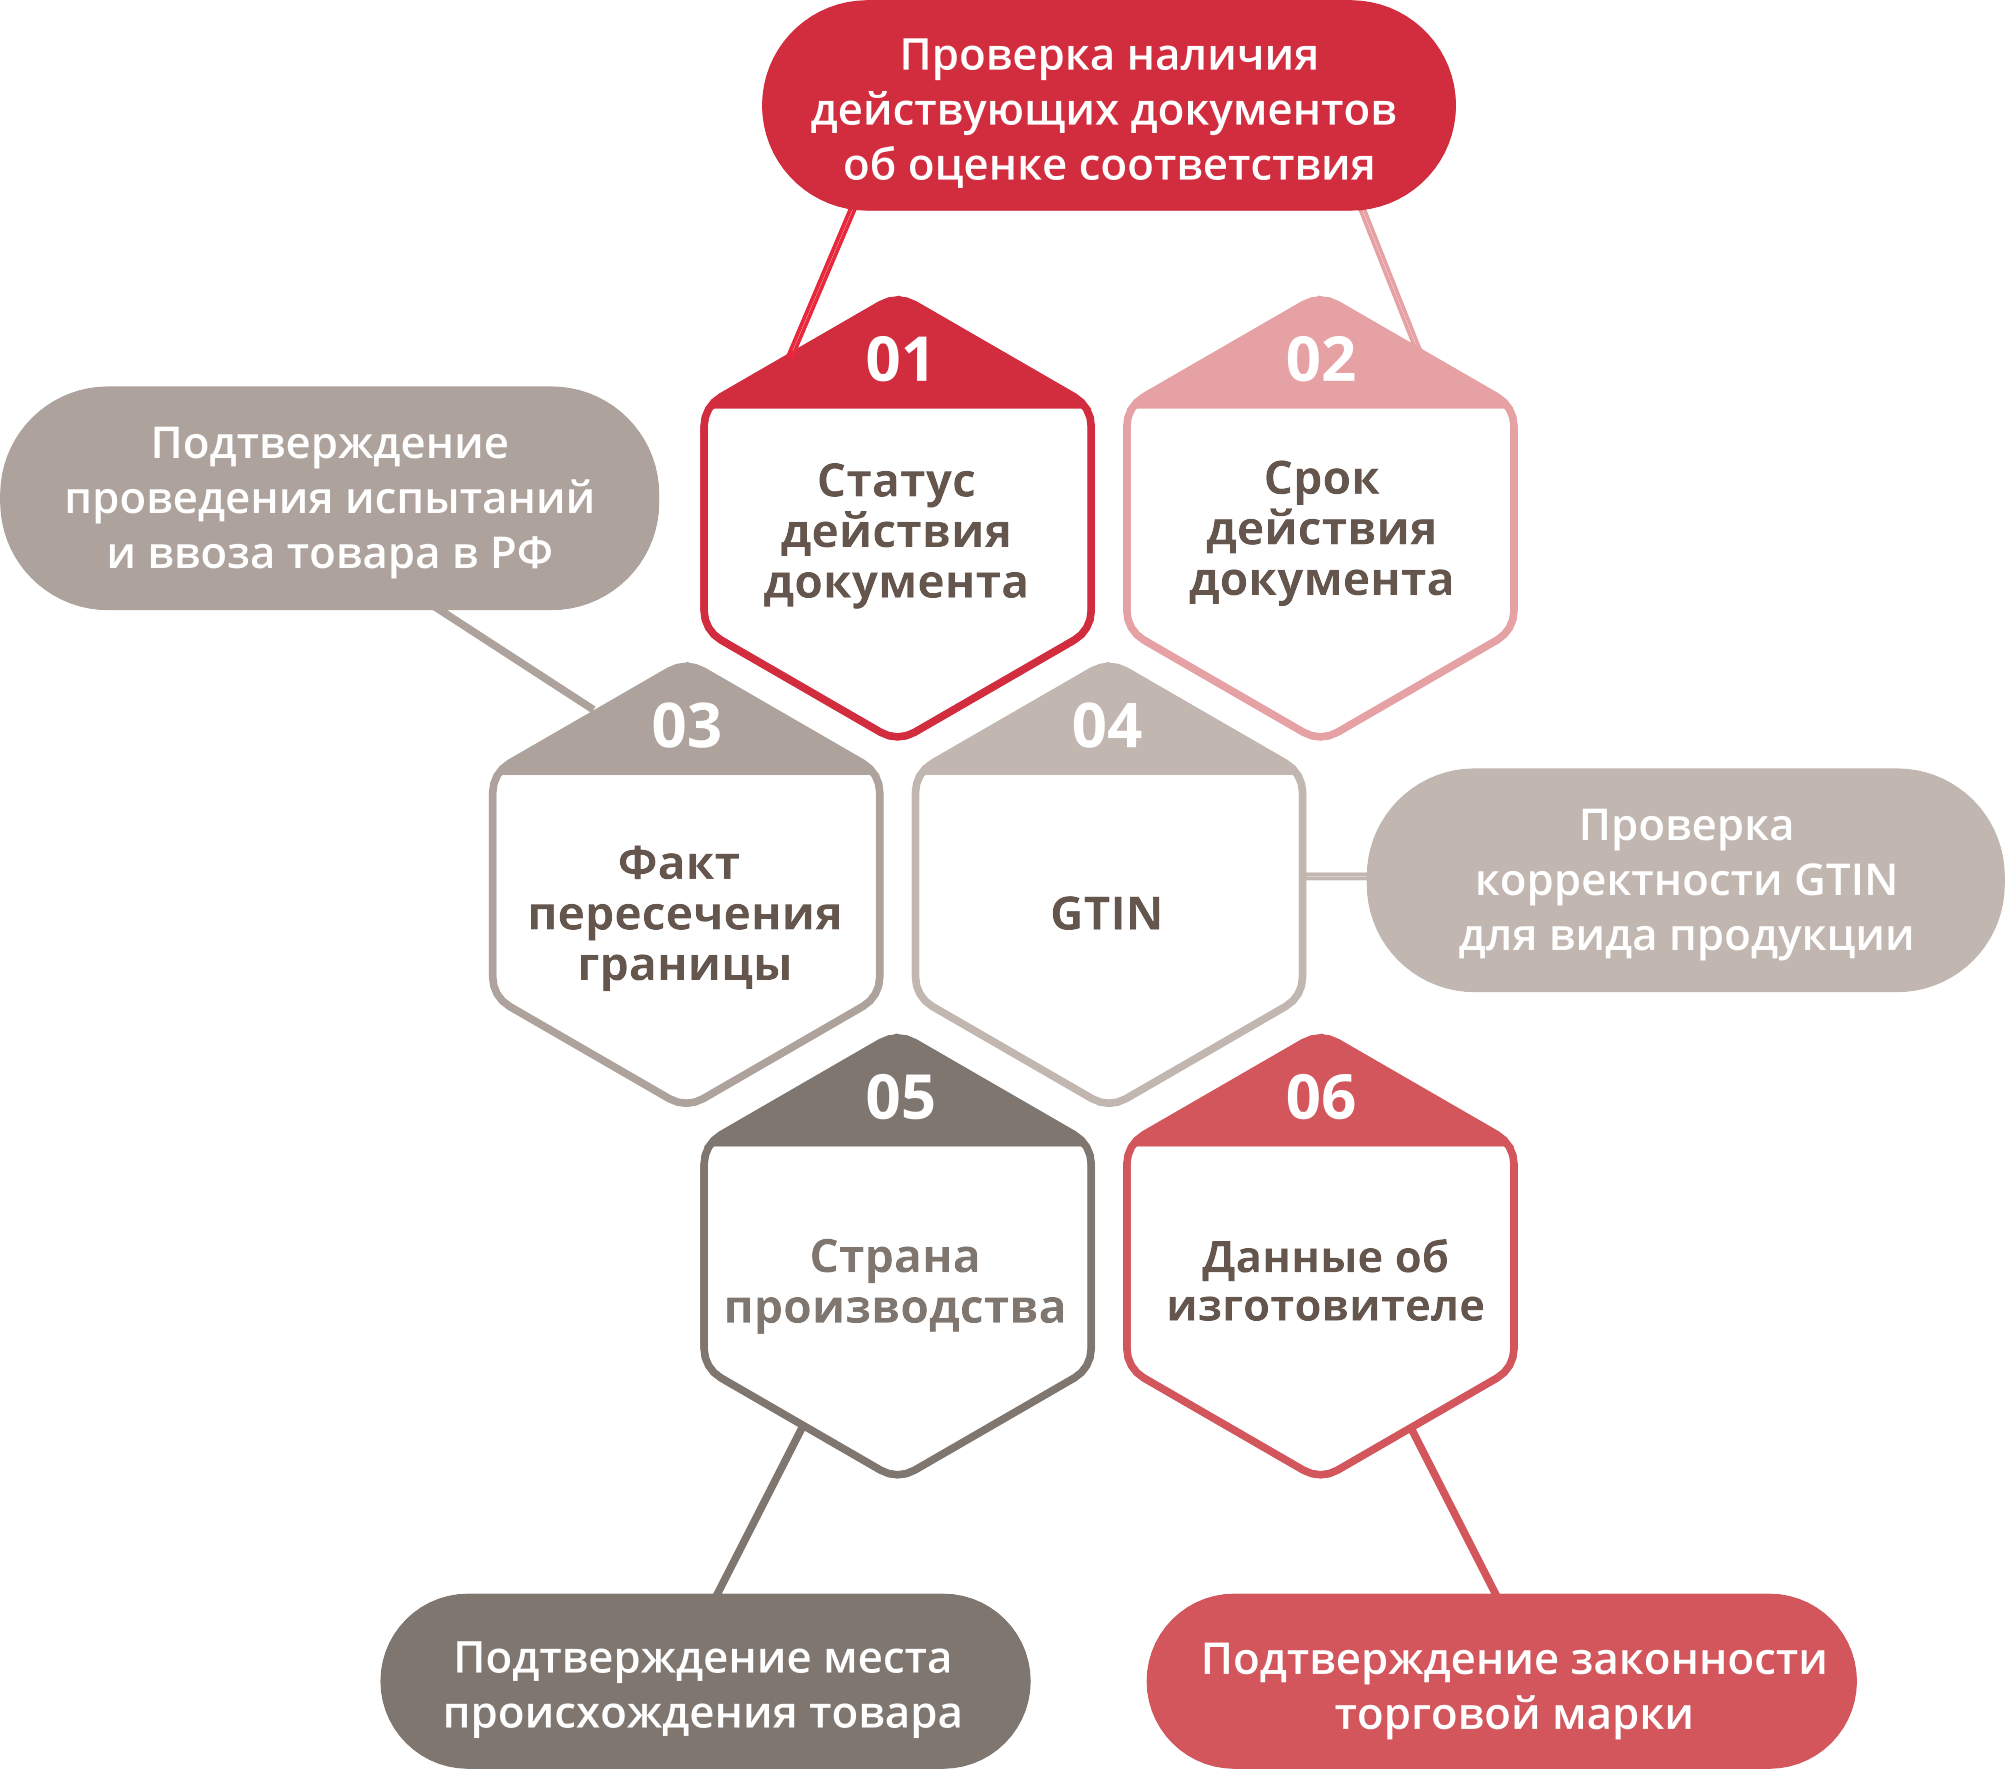 Проверка наличия
действующих документов
об оценке соответствия
01
Статус
действия
документа
02
Срок
действия
документа
Подтверждение
проведения испытаний
и ввоза товара в РФ
03
Факт
пересечения
границы
04
GTIN
Проверка
корректности GTIN
для вида продукции
05
Страна
производства
06
Данные об
изготовителе
Подтверждение места
происхождения товара
Подтверждение законности
торговой марки